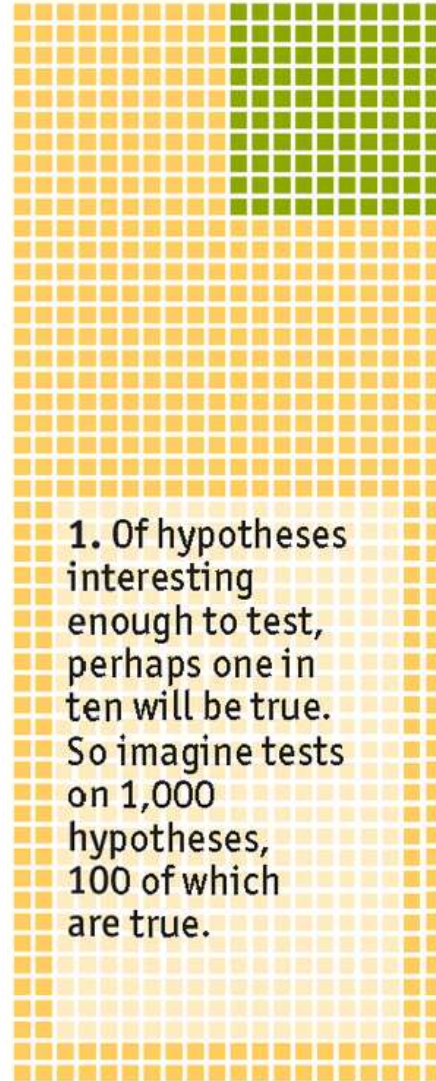 1. Of hypotheses
interesting
enough to test,
perhaps one in
ten will be true.
So imagine tests
on 1,000
hypotheses,
100 of which
are true.